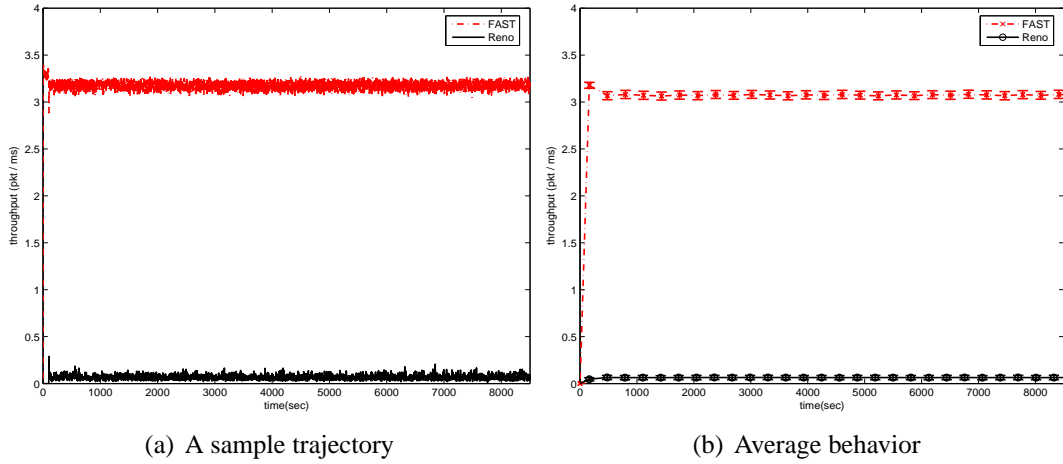 4
3.5
3
2.5
2
1.5
1
0.5
0
throughput (pkt / ms)
0 1000 2000 3000 4000 5000 6000 7000 8000
time(sec)
FAST
Reno
(a) A sample trajectory
4
3.5
3
2.5
2
1.5
1
0.5
0
throughput (pkt / ms)
0 1000 2000 3000 4000 5000 6000 7000 8000
time(sec)
FAST
Reno
(b) Average behavior